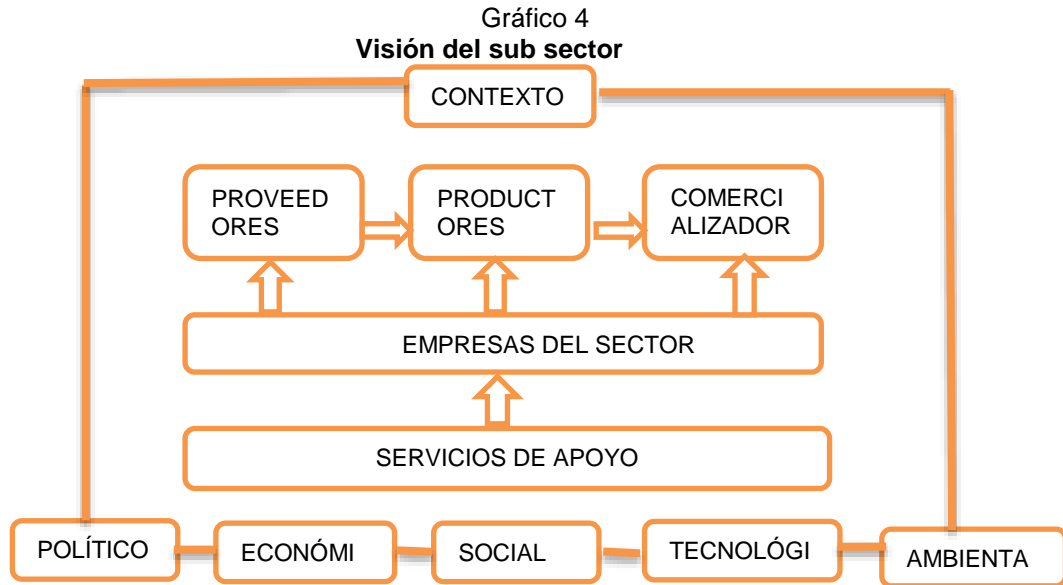 Gráfico 4
Visión del sub sector
CONTEXTO
PROVEED
ORES
PRODUCT
ORES
COMERCI
ALIZADOR
EMPRESAS DEL SECTOR
SERVICIOS DE APOYO
POLÍTICO
ECONÓMI
SOCIAL
TECNOLÓGI
AMBIENTA